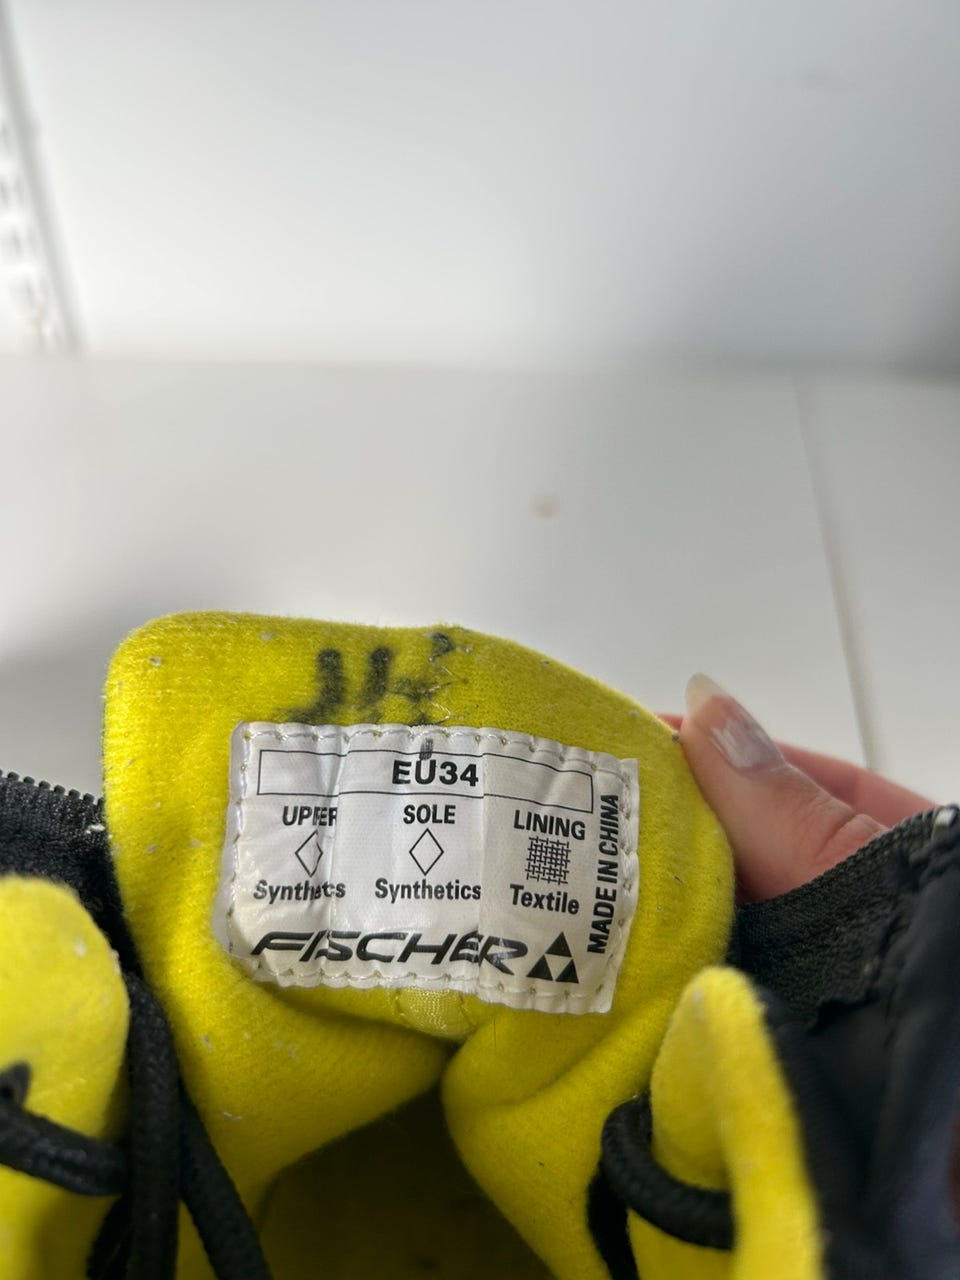 EU34
UPPER SOLE LINING
Synthetics Synthetics Textile
FISCHER
MADE IN CHINA